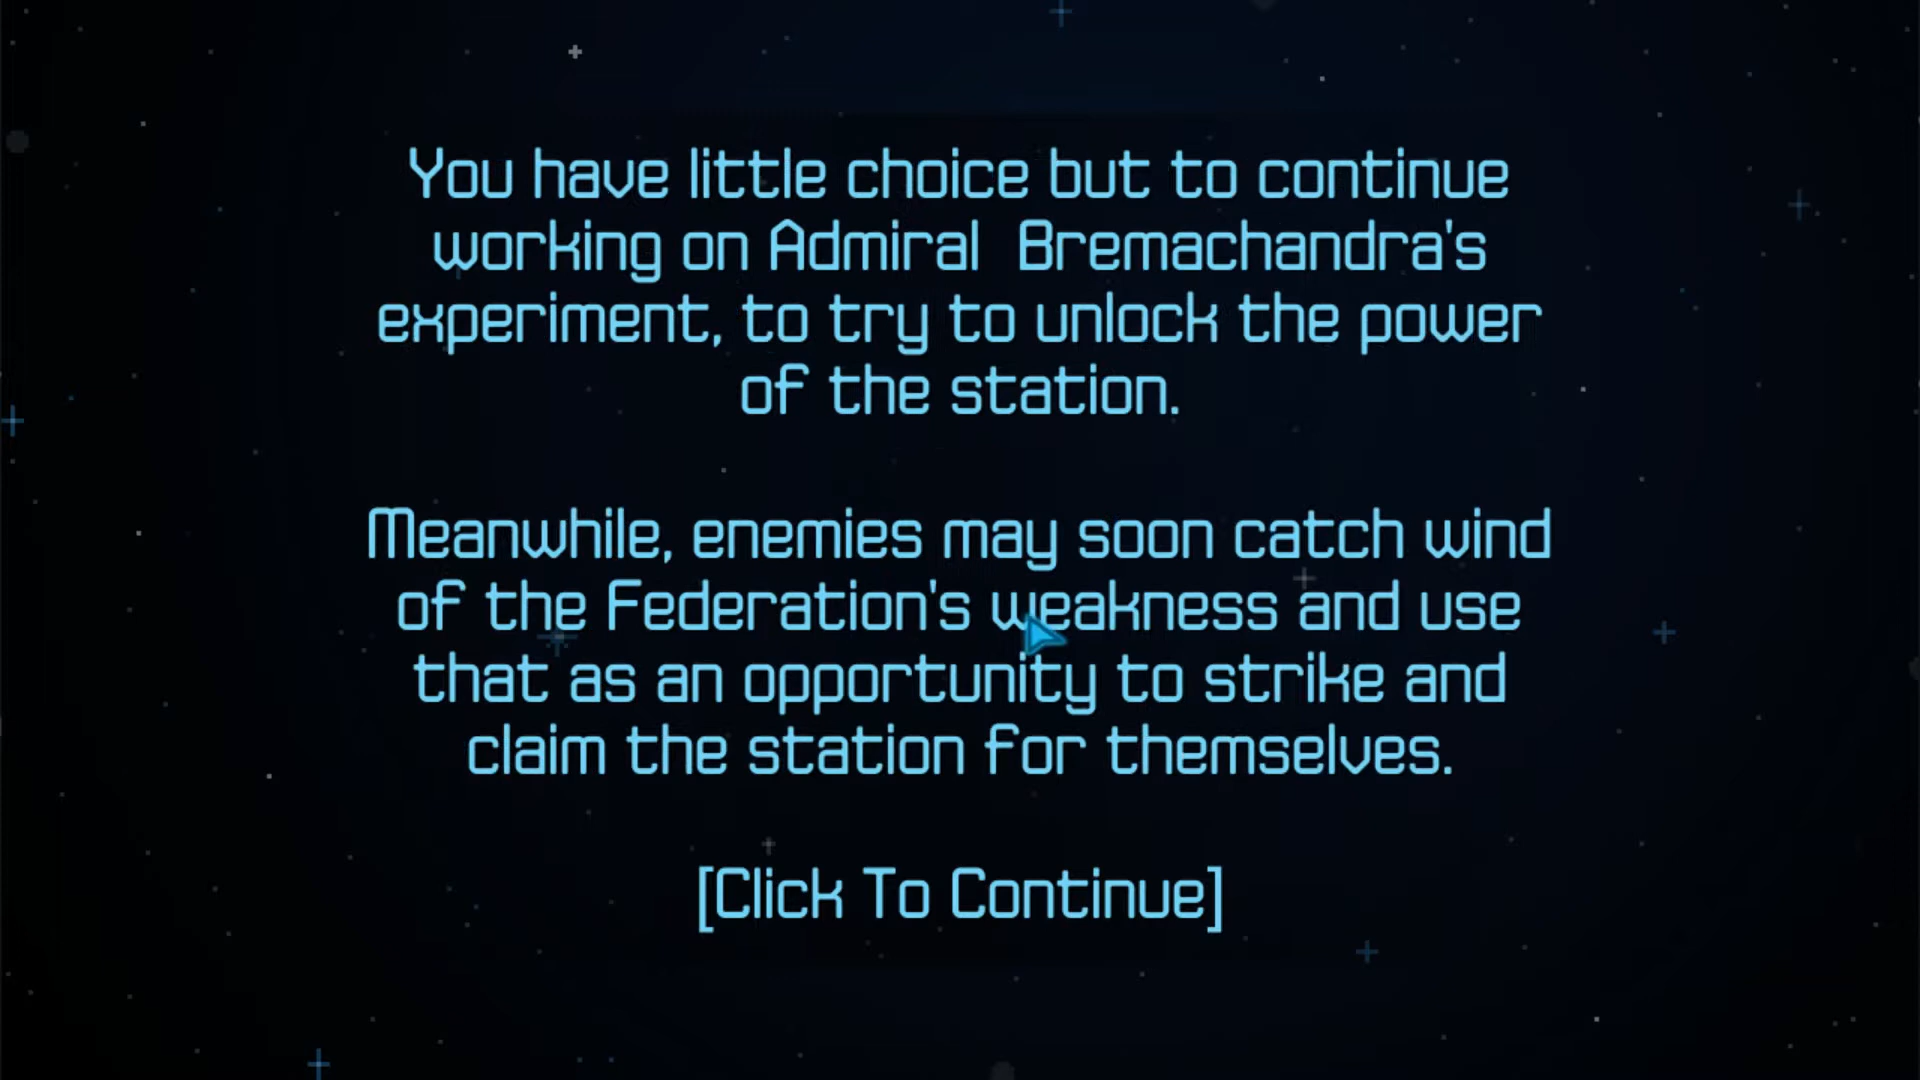 You have little choice but to continue
working on Admiral  Bremachandra's
experiment, to try to unlock the power
of the station.
Meanwhile, enemies may soon catch wind
of the Federation's weakness and use
that as an opportunity to strike and
claim the station for themselves.
[Click To Continue]